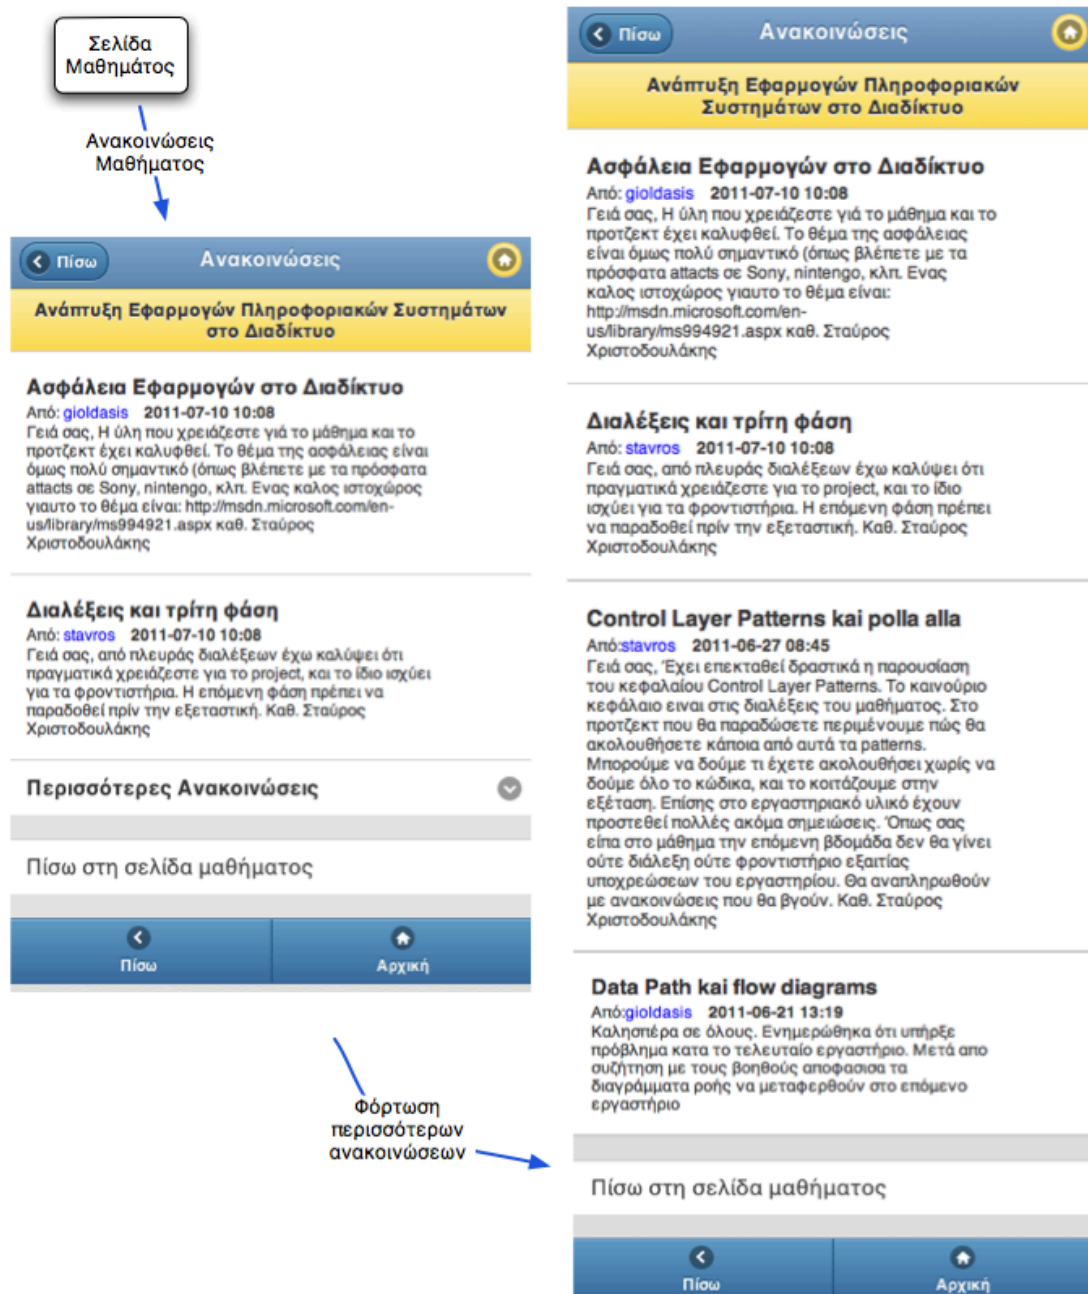 Σελίδα
Μαθημάτος
Ανακοινώσεις
Μαθήματος
Πίσω
Ανακοινώσεις
Ανάπτυξη Εφαρμογών Πληροφοριακών Συστημάτων
στο Διαδίκτυο
Ασφάλεια Εφαρμογών στο Διαδίκτυο
Από: gioldasis 2011-07-10 10:08
Γειά σας, Η ύλη που χρειάζεστε γιά το μάθημα και το
προτζεκτ έχει καλυφθεί. Το θέμα της ασφάλειας είναι
όμως πολύ σημαντικό (όπως βλέπετε με τα πρόσφατα
attacts σε Sony, nintengo, κλπ. Ενας καλος ιστοχώρος
γιαυτο το θέμα είναι: http://msdn.microsoft.com/en-
us/library/ms994921.aspx καθ. Σταύρος
Χριστοδουλάκης
Διαλέξεις και τρίτη φάση
Από: stavros 2011-07-10 10:08
Γειά σας, από πλευράς διαλέξεων έχω καλύψει ότι
πραγματικά χρειάζεστε για το project, και το ίδιο ισχύει
για τα φροντιστήρια. Η επόμενη φάση πρέπει να
παραδοθεί πρίν την εξεταστική. Καθ. Σταύρος
Χριστοδουλάκης
Περισσότερες Ανακοινώσεις
Πίσω στη σελίδα μαθήματος
Πίσω
Αρχική
Φόρτωση
περισσότερων
ανακοινώσεων
Πίσω
Ανακοινώσεις
Ανάπτυξη Εφαρμογών Πληροφοριακών
Συστημάτων στο Διαδίκτυο
Ασφάλεια Εφαρμογών στο Διαδίκτυο
Από: gioldasis 2011-07-10 10:08
Γειά σας, Η ύλη που χρειάζεστε γιά το μάθημα και το
προτζεκτ έχει καλυφθεί. Το θέμα της ασφάλειας
είναι όμως πολύ σημαντικό (όπως βλέπετε με τα
πρόσφατα attacts σε Sony, nintengo, κλπ. Ενας
καλος ιστοχώρος γιαυτο το θέμα είναι:
http://msdn.microsoft.com/en-
us/library/ms994921.aspx καθ. Σταύρος
Χριστοδουλάκης
Διαλέξεις και τρίτη φάση
Από: stavros 2011-07-10 10:08
Γειά σας, από πλευράς διαλέξεων έχω καλύψει ότι
πραγματικά χρειάζεστε για το project, και το ίδιο
ισχύει για τα φροντιστήρια. Η επόμενη φάση πρέπει
να παραδοθεί πρίν την εξεταστική. Καθ. Σταύρος
Χριστοδουλάκης
Control Layer Patterns kai polla alla
Από:stavros 2011-06-27 08:45
Γειά σας, Έχει επεκταθεί δραστικά η παρουσίαση
του κεφαλαίου Control Layer Patterns. Το καινούριο
κεφάλαιο ειναι στις διαλέξεις του μαθήματος. Στο
προτζεκτ που θα παραδώσετε περιμένουμε πώς θα
ακολουθήσετε κάποια από αυτά τα patterns.
Μπορούμε να δούμε τι έχετε ακολουθήσει χωρίς να
δούμε όλο το κώδικα, και το κοιτάζουμε στην
εξέταση. Επίσης στο εργαστηριακό υλικό έχουν
προστεθεί πολλές ακόμα σημειώσεις. Όπως σας
είπα στο μάθημα την επόμενη βδομάδα δεν θα γίνει
ούτε διάλεξη ούτε φροντιστήριο εξαιτίας
υποχρεώσεων του εργαστηρίου. Θα αναπληρωθούν
με ανακοινώσεις που θα βγούν. Καθ. Σταύρος
Χριστοδουλάκης
Data Path kai flow diagrams
Από:gioldasis 2011-06-21 13:19
Καλησπέρα σε όλους. Ενημερώθηκα ότι υπήρξε
πρόβλημα κατα το τελευταίο εργαστήριο. Μετά απο
συζήτηση με τους βοηθούς αποφασισα τα
διαγράμματα ροής να μεταφερθούν στο επόμενο
εργαστήριο
Πίσω στη σελίδα μαθήματος
Πίσω
Αρχική